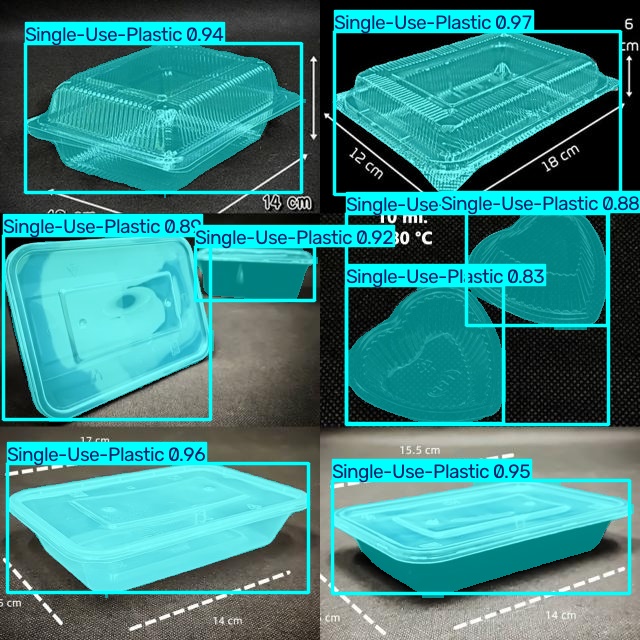 Single-Use-Plastic 0.94
14 cm
Single-Use-Plastic 0.97
6
cm
12 cm
18 cm
Single-Use-Plastic 0.89
Single-Use-Plastic 0.92
Single-Use
Single-Use-Plastic 0.88
10 ml.
80 °C
Single-Use-Plastic 0.83
17 cm
Single-Use-Plastic 0.96
14 cm
15.5 cm
Single-Use-Plastic 0.95
14 cm